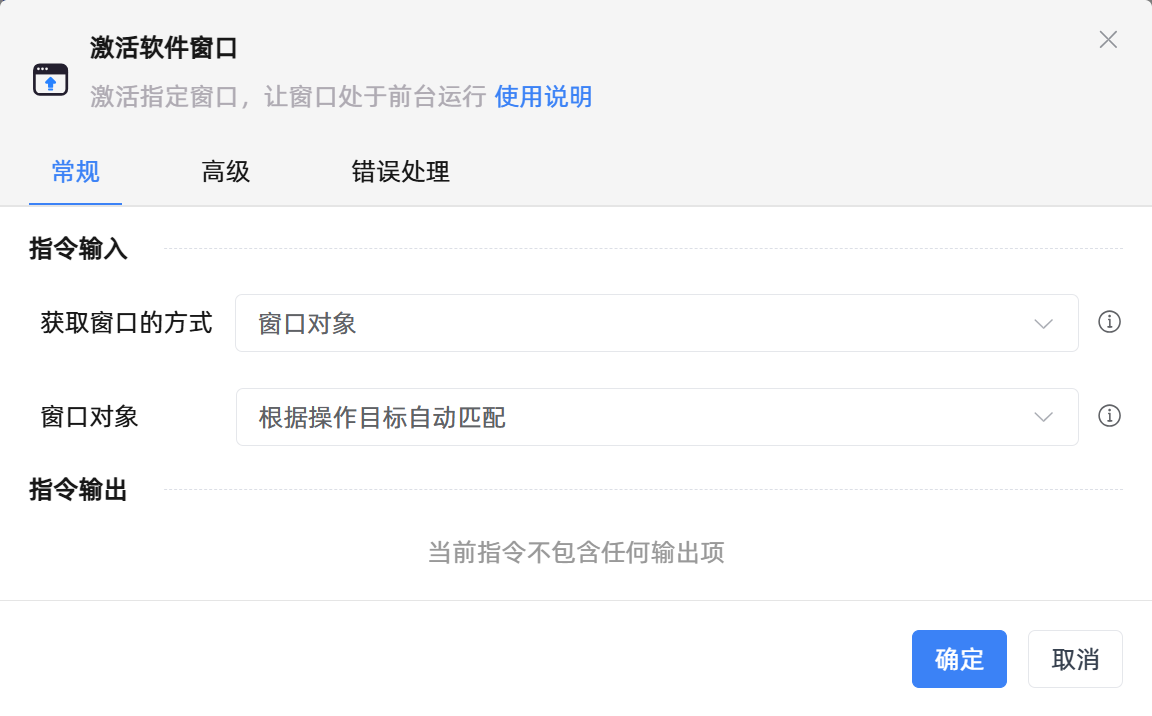 激活软件窗口
激活指定窗口，让窗口处于前台运行 使用说明
常规 高级 错误处理
指令输入
获取窗口的方式 窗口对象
窗口对象 根据操作目标自动匹配
指令输出
当前指令不包含任何输出项
确定 取消